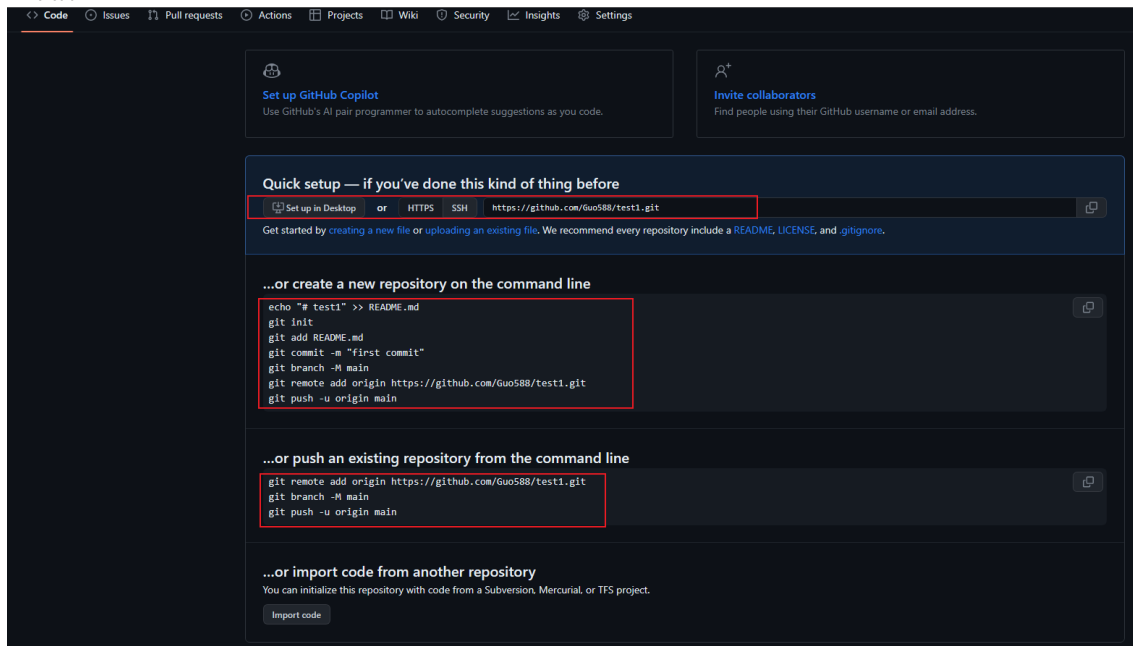 Code Issues Pull requests Actions Projects Wiki Security Insights Settings
Set up GitHub Copilot
Use GitHub's AI pair programmer to autocomplete suggestions as you code.
Invite collaborators
Find people using their GitHub username or email address.
Quick setup — if you've done this kind of thing before
Set up in Desktop or HTTPS SSH https://github.com/Guo588/test1.git
Get started by creating a new file or uploading an existing file. We recommend every repository include a README, LICENSE, and .gitignore.
...or create a new repository on the command line
echo "# test1" >> README.md
git init
git add README.md
git commit -m "first commit"
git branch -M main
git remote add origin https://github.com/Guo588/test1.git
git push -u origin main
...or push an existing repository from the command line
git remote add origin https://github.com/Guo588/test1.git
git branch -M main
git push -u origin main
...or import code from another repository
You can initialize this repository with code from a Subversion, Mercurial, or TFS project.
Import code